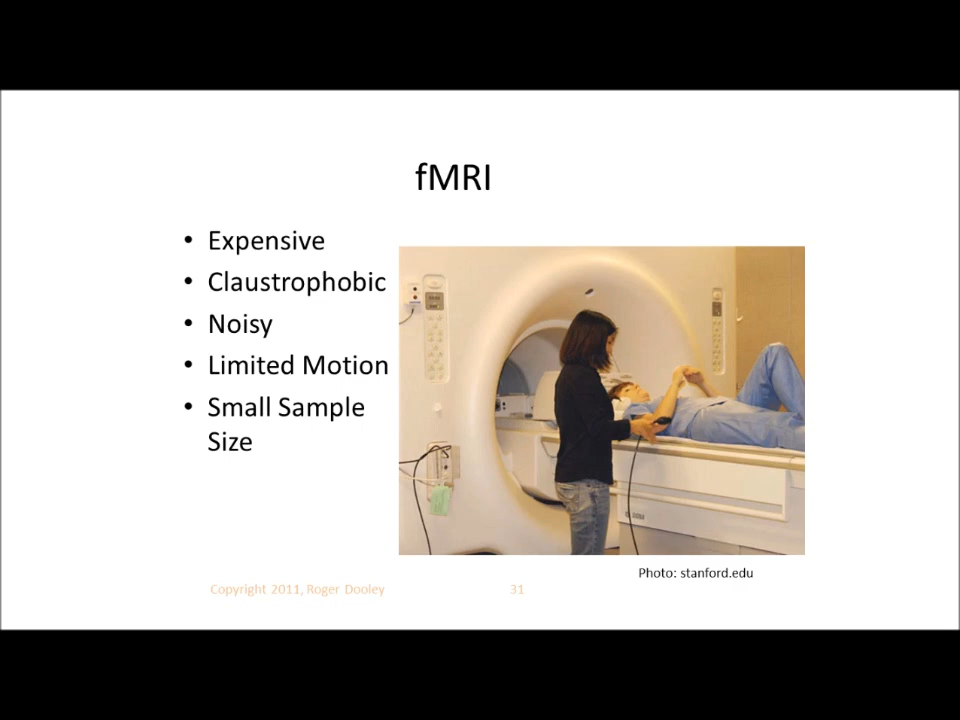 fMRI
• Expensive
• Claustrophobic
• Noisy
• Limited Motion
• Small Sample
Size
Photo: stanford.edu
Copyright 2011, Roger Dooley
31